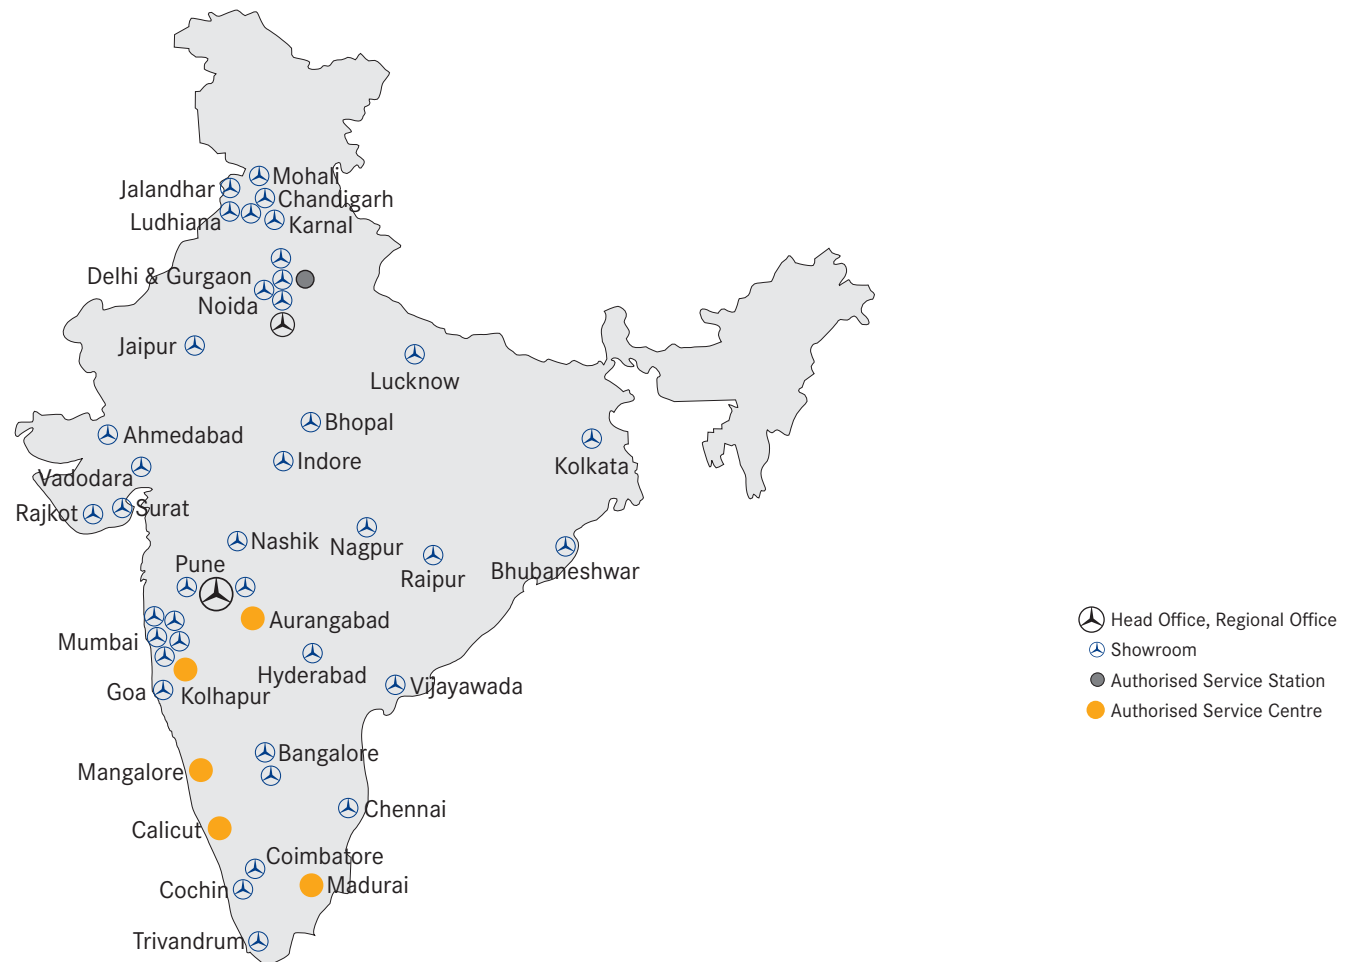 Mohali
Jalandhar
Chandigarh
Ludhiana
Karnal
Delhi & Gurgaon
Noida
Jaipur
Lucknow
Bhopal
Ahmedabad
Indore
Kolkata
Vadodara
Surat
Rajkot
Nashik
Nagpur
Pune
Raipur
Bhubaneshwar
Aurangabad
Mumbai
Hyderabad
Goa
Kolhapur
Vijayawada
Head Office, Regional Office
Showroom
Authorised Service Station
Authorised Service Centre
Bangalore
Mangalore
Chennai
Calicut
Coimbatore
Cochin
Madurai
Trivandrum